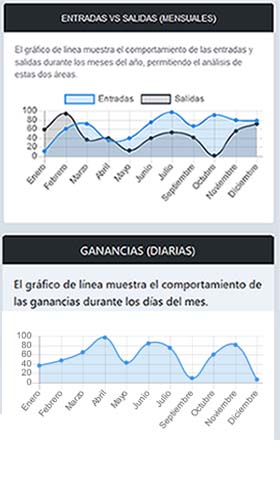 ENTRADAS VS SALIDAS (MENSUALES)
El gráfico de línea muestra el comportamiento de las entradas y
salidas durante los meses del año, permitiendo el análisis de
estas dos áreas.
Entradas Salidas
100
80
60
40
20
0
Enero Febrero Marzo Abril Mayo Junio Julio Septiembre Octubre Noviembre Diciembre
GANANCIAS (DIARIAS)
El gráfico de línea muestra el comportamiento de
las ganancias durante los días del mes.
100
80
60
40
20
0
Enero Febrero Marzo Abril Mayo Junio Julio Septiembre Octubre Noviembre Diciembre